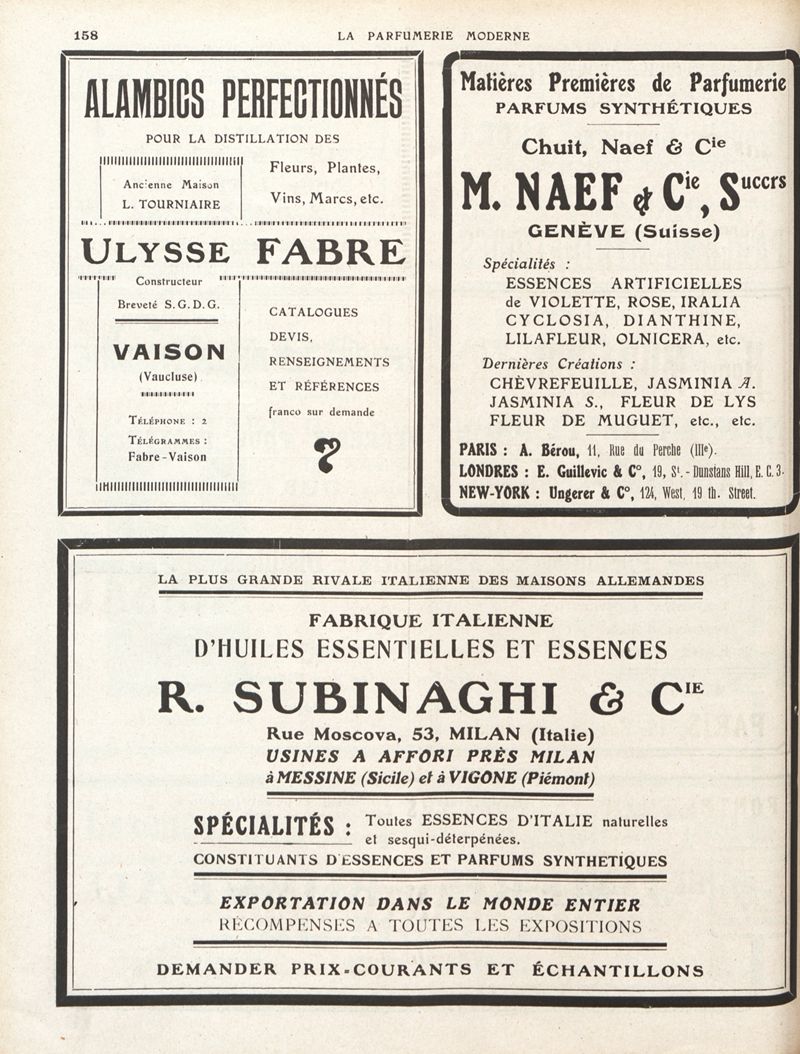 158
LA PARFUMERIE MODERNE
ALAMBICS PERFECTIONNÉS
POUR LA DISTILLATION DES
Ancienne Maison
L. TOURNIAIRE
Fleurs, Plantes,
Vins, Marcs, etc.
ULYSSE FABRE
Constructeur
Breveté S.G.D.G.
VAISON
(Vaucluse)
TÉLÉPHONE : 2
TÉLÉGRAMMES :
Fabre-Vaison
CATALOGUES
DEVIS,
RENSEIGNEMENTS
ET RÉFÉRENCES
franco sur demande
Matières Premières de Parfumerie
PARFUMS SYNTHÉTIQUES
Chuit, Naef & Cie
M. NAEF & Cie, Succrs
GENÈVE (Suisse)
Spécialités :
ESSENCES ARTIFICIELLES
de VIOLETTE, ROSE, IRALIA
CYCLOSIA, DIANTHINE,
LILAFLEUR, OLNICERA, etc.
Dernières Créations :
CHÈVREFEUILLE, JASMINIA A.
JASMINIA S., FLEUR DE LYS
FLEUR DE MUGUET, etc., etc.
PARIS : A. Bérou, 11, Rue du Perche (IIIe).
LONDRES : E. Guillevic & Co, 19, St.-Dunstans Hill, E.C.3.
NEW-YORK : Ungerer & Co, 124, West, 19 th. Street.
LA PLUS GRANDE RIVALE ITALIENNE DES MAISONS ALLEMANDES
FABRIQUE ITALIENNE
D'HUILES ESSENTIELLES ET ESSENCES
R. SUBINAGHI & CIE
Rue Moscova, 53, MILAN (Italie)
USINES A AFFORI PRÈS MILAN
à MESSINE (Sicile) et à VIGONE (Piémont)
SPÉCIALITÉS : Toutes ESSENCES D'ITALIE naturelles
et sesqui-déterpénées.
CONSTITUANTS D'ESSENCES ET PARFUMS SYNTHETIQUES
EXPORTATION DANS LE MONDE ENTIER
RÉCOMPENSES A TOUTES LES EXPOSITIONS
DEMANDER PRIX-COURANTS ET ÉCHANTILLONS